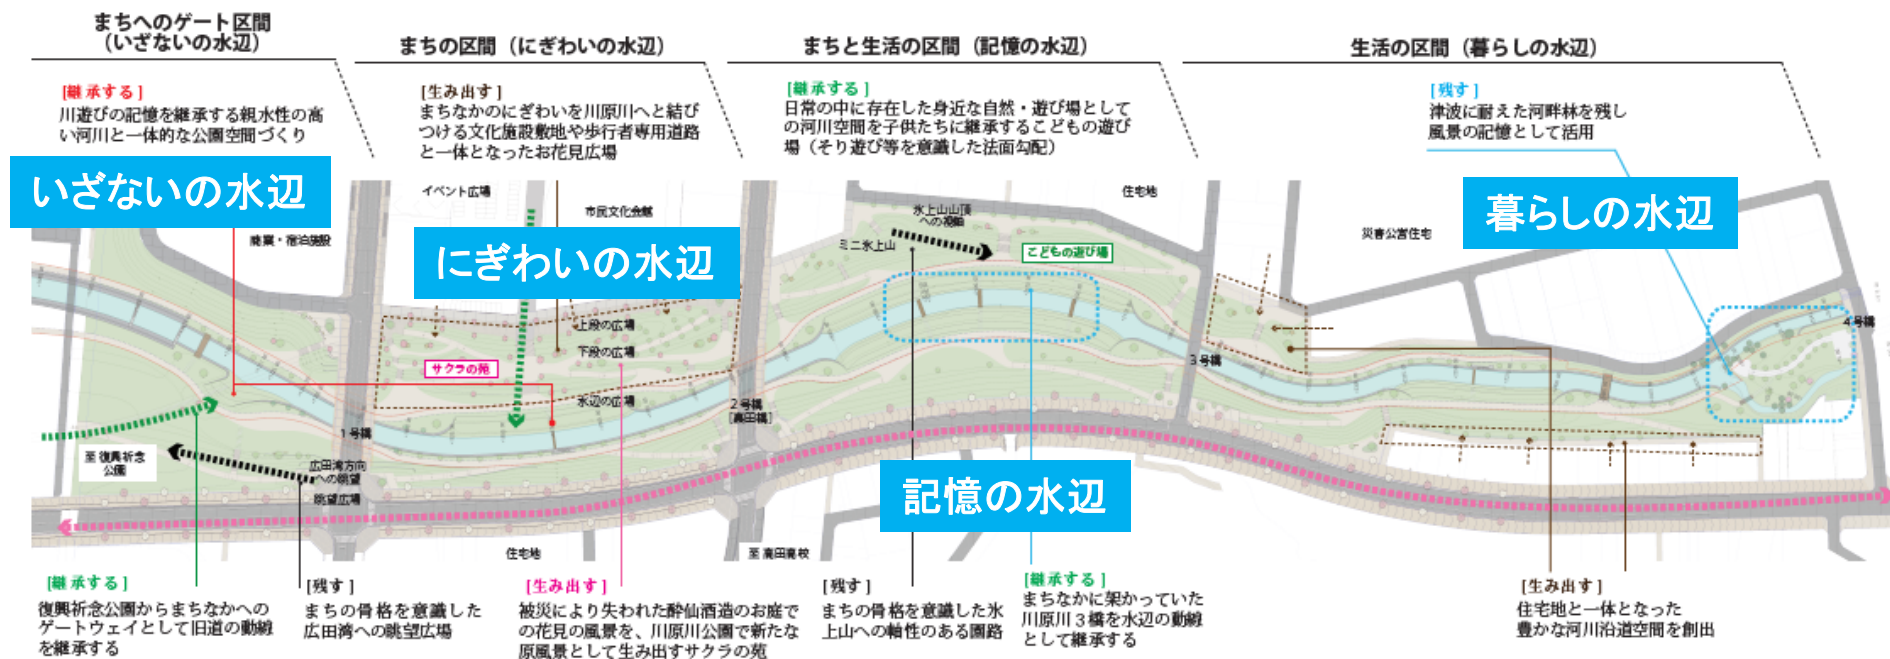 まちへのゲート区間
（いざないの水辺）
まちの区間（にぎわいの水辺）
まちと生活の区間（記憶の水辺）
生活の区間（暮らしの水辺）
[継承する]
川遊びの記憶を継承する親水性の高
い河川と一体的な公園空間づくり
[生み出す]
まちなかのにぎわいを川原川へと結び
つける文化施設敷地や歩行者専用道路
と一体となったお花見広場
[継承する]
日常の中に存在した身近な自然・遊び場として
の河川空間を子供たちに継承するこどもの遊び
場（そり遊び等を意識した法面勾配）
[残す]
津波に耐えた河畔林を残し
風景の記憶として活用
いざないの水辺
にぎわいの水辺
記憶の水辺
暮らしの水辺
商業・宿泊施設
イベント広場
市民文化会館
氷上山山頂
への視軸
ミニ氷上山
こどもの遊び場
住宅地
災害公営住宅
上段の広場
下段の広場
サクラの苑
水辺の広場
1号橋
2号橋
[高田橋]
3号橋
4号橋
至 復興祈念
公園
広田湾方向
への眺望
眺望広場
住宅地
至 高田高校
[継承する]
復興祈念公園からまちなかへの
ゲートウェイとして旧道の動線
を継承する
[残す]
まちの骨格を意識した
広田湾への眺望広場
[生み出す]
被災により失われた酔仙酒造のお庭で
の花見の風景を、川原川公園で新たな
原風景として生み出すサクラの苑
[残す]
まちの骨格を意識した氷
上山への軸性のある園路
[継承する]
まちなかに架かっていた
川原川3橋を水辺の動線
として継承する
[生み出す]
住宅地と一体となった
豊かな河川沿道空間を創出